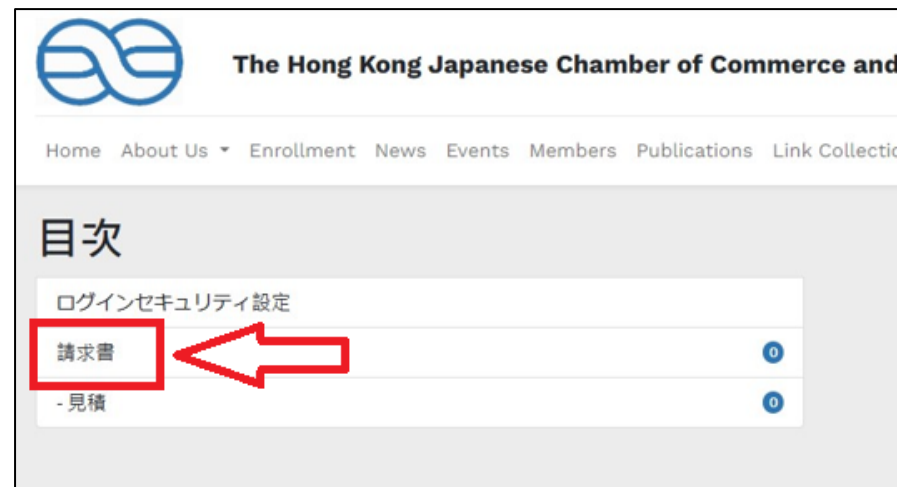 The Hong Kong Japanese Chamber of Commerce and
Home About Us Enrollment News Events Members Publications Link
目次
ログインセキュリティ設定
請求書 0
- 見積 0